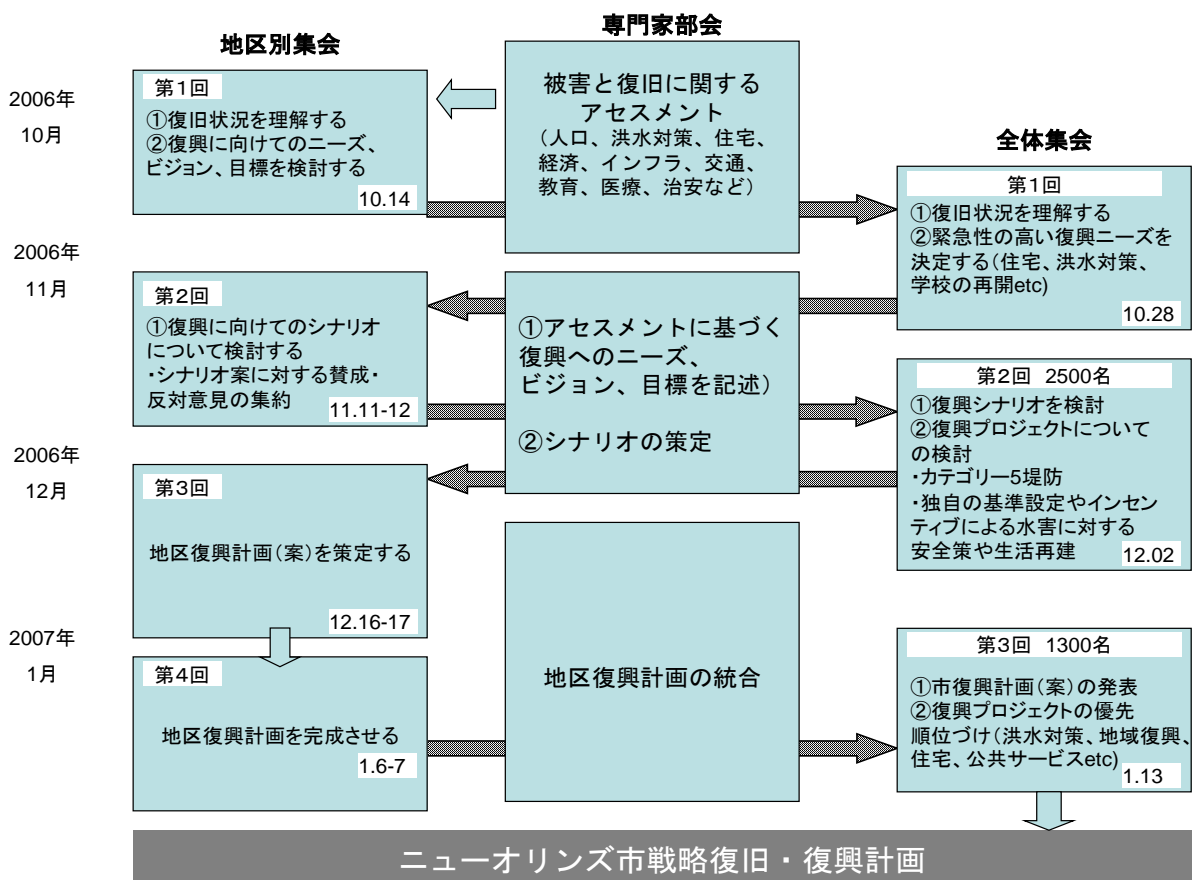 地区別集会
専門家部会
全体集会
2006年
10月
2006年
11月
2006年
12月
2007年
1月
第1回
①復旧状況を理解する
②復興に向けてのニーズ、
ビジョン、目標を検討する
10.14
第2回
①復興に向けてのシナリオ
について検討する
・シナリオ案に対する賛成・
反対意見の集約
11.11-12
第3回
地区復興計画（案）を策定する
12.16-17
第4回
地区復興計画を完成させる
1.6-7
被害と復旧に関する
アセスメント
（人口、洪水対策、住宅、
経済、インフラ、交通、
教育、医療、治安など）
①アセスメントに基づく
復興へのニーズ、
ビジョン、目標を記述）
②シナリオの策定
地区復興計画の統合
第1回
①復旧状況を理解する
②緊急性の高い復興ニーズを
決定する（住宅、洪水対策、
学校の再開etc)
10.28
第2回 2500名
①復興シナリオを検討
②復興プロジェクトについて
の検討
・カテゴリー5堤防
・独自の基準設定やインセン
ティブによる水害に対する
安全策や生活再建
12.02
第3回 1300名
①市復興計画（案）の発表
②復興プロジェクトの優先
順位づけ（洪水対策、地域復興、
住宅、公共サービスetc)
1.13
ニューオリンズ市戦略復旧・復興計画